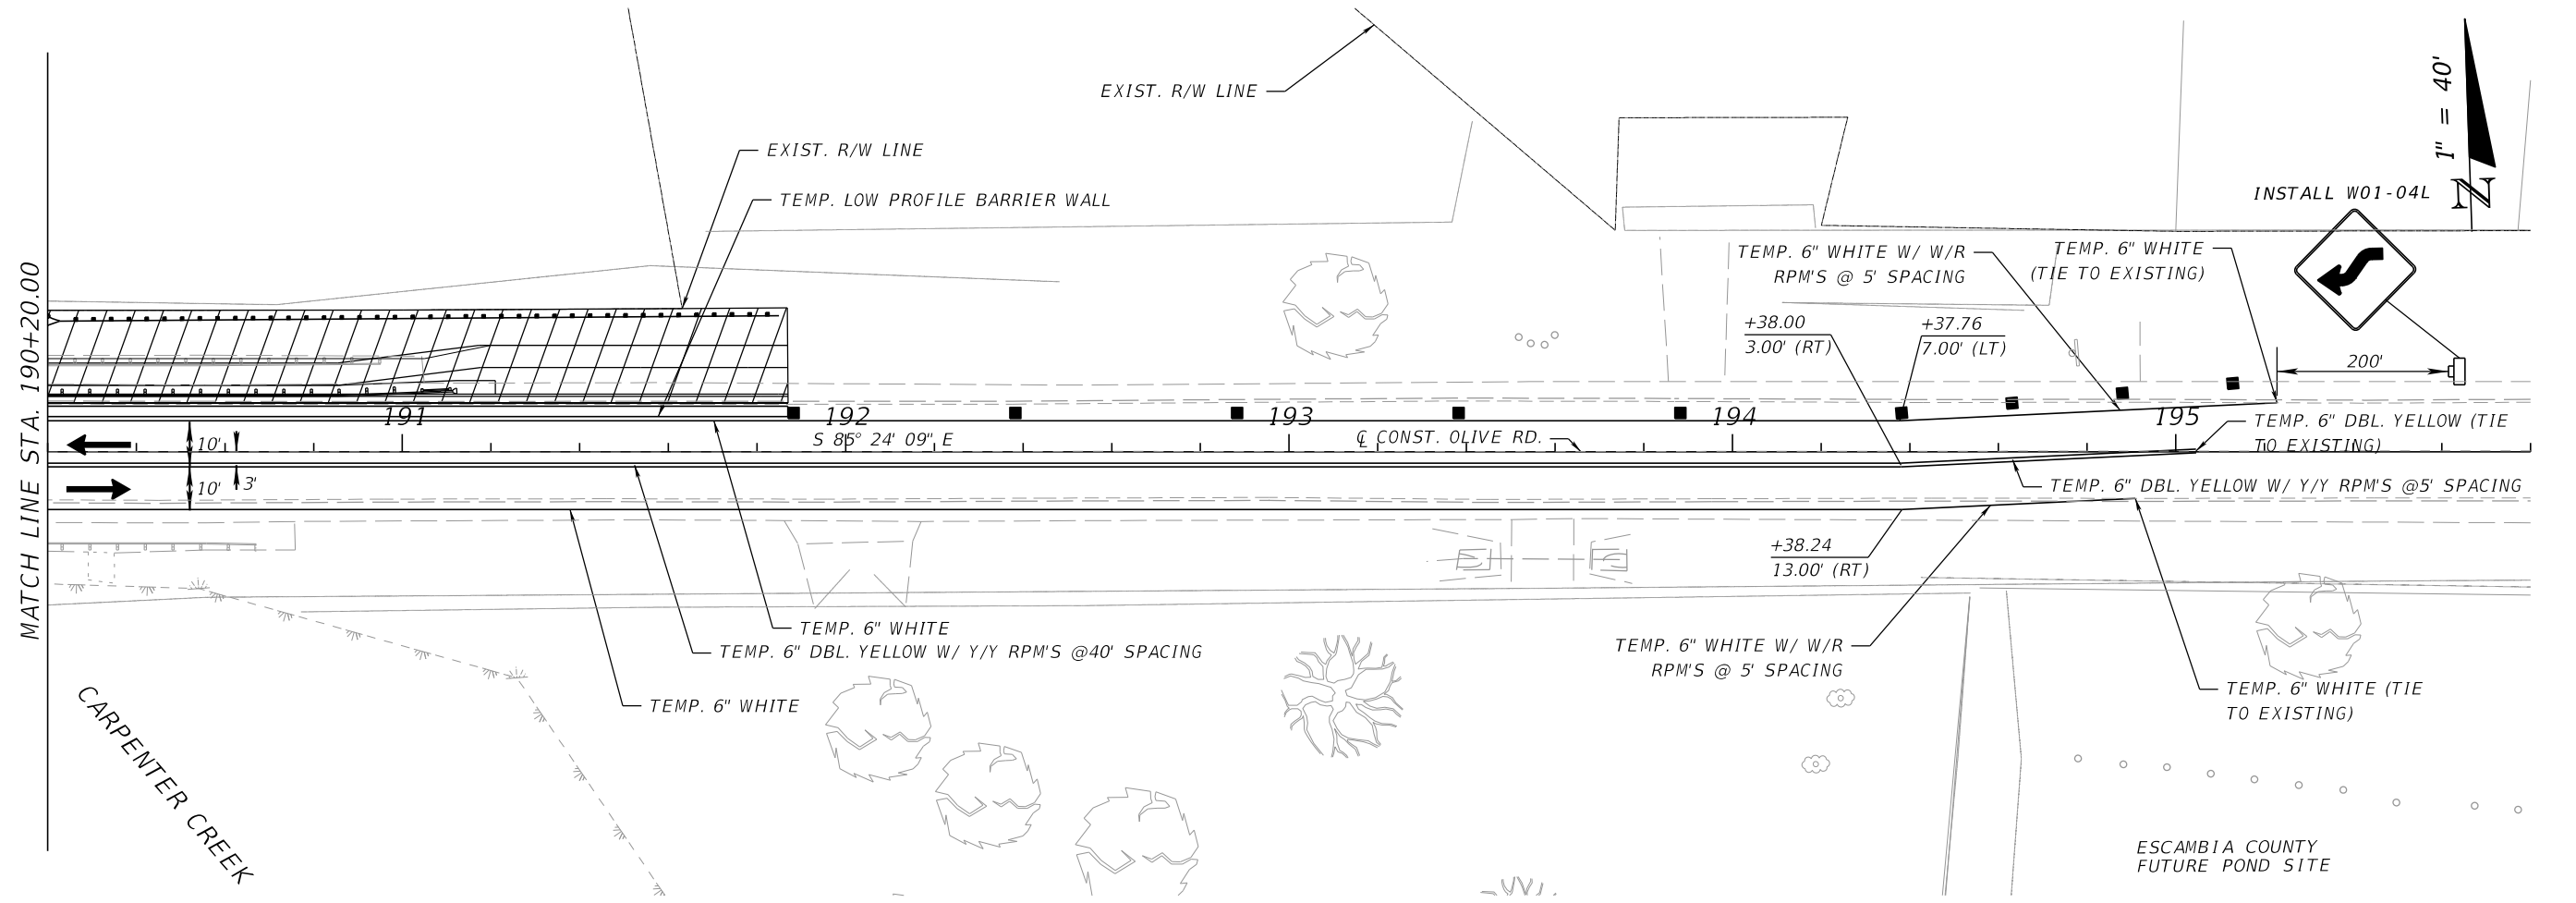 EXIST. R/W LINE
1" = 40'
N
EXIST. R/W LINE
TEMP. LOW PROFILE BARRIER WALL
INSTALL W01-04L
TEMP. 6" WHITE W/ W/R
RPM'S @ 5' SPACING
TEMP. 6" WHITE
(TIE TO EXISTING)
MATCH LINE STA. 190+20.00
+38.00
3.00' (RT)
+37.76
7.00' (LT)
200'
191
192
193
194
195
10'
S 85° 24' 09" E
℄ CONST. OLIVE RD.
TEMP. 6" DBL. YELLOW (TIE
TO EXISTING)
10'
3'
TEMP. 6" DBL. YELLOW W/ Y/Y RPM'S @5' SPACING
+38.24
13.00' (RT)
TEMP. 6" WHITE
TEMP. 6" DBL. YELLOW W/ Y/Y RPM'S @40' SPACING
TEMP. 6" WHITE
TEMP. 6" WHITE W/ W/R
RPM'S @ 5' SPACING
TEMP. 6" WHITE (TIE
TO EXISTING)
CARPENTER CREEK
ESCAMBIA COUNTY
FUTURE POND SITE